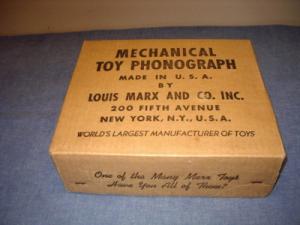 MECHANICAL
TOY PHONOGRAPH
MADE IN U.S.A.
BY
LOUIS MARX AND CO. INC.
200 FIFTH AVENUE
NEW YORK, N.Y., U.S.A.
WORLD'S LARGEST MANUFACTURER OF TOYS
One of the Many Marx Toys
Have You All of Them?